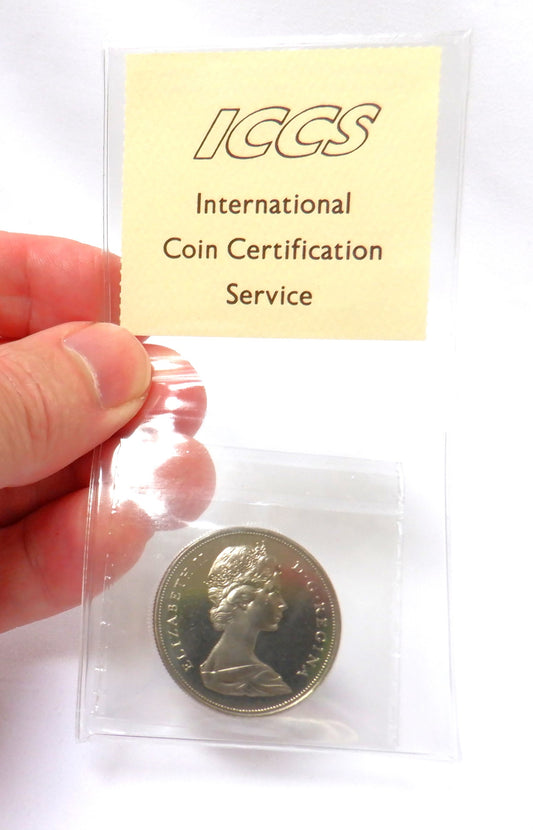 ICCS
International
Coin Certification
Service
ELIZABETH II D·G·REGINA